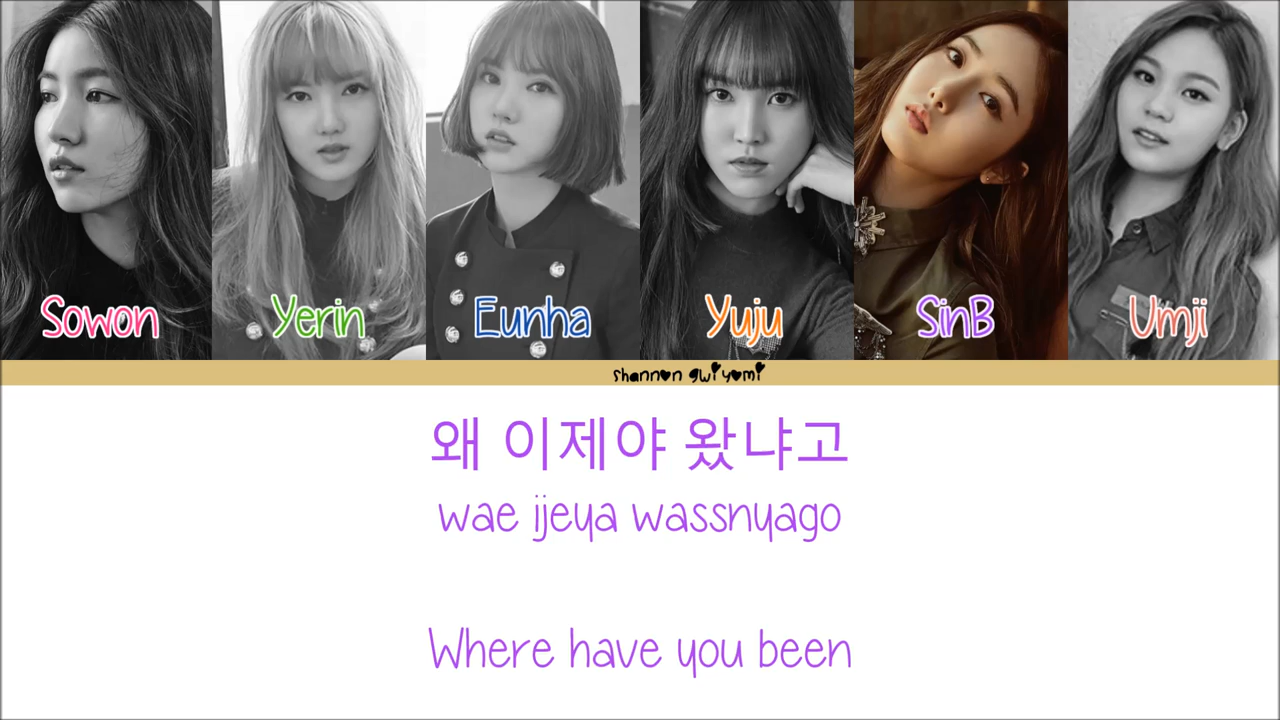 Sowon Yerin Eunha Yuju SinB Umji
shannon gwiyomi
왜 이제야 왔냐고
wae ijeya wassnyago
Where have you been